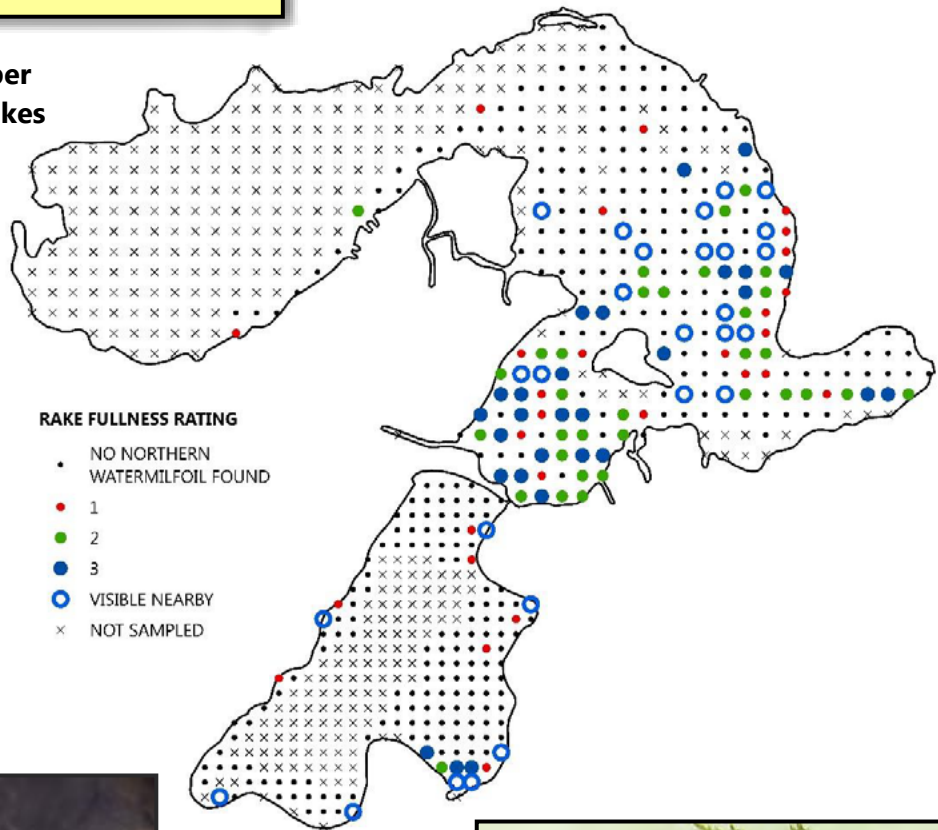 per
kes
RAKE FULLNESS RATING
NO NORTHERN
WATERMILFOIL FOUND
1
2
3
VISIBLE NEARBY
NOT SAMPLED